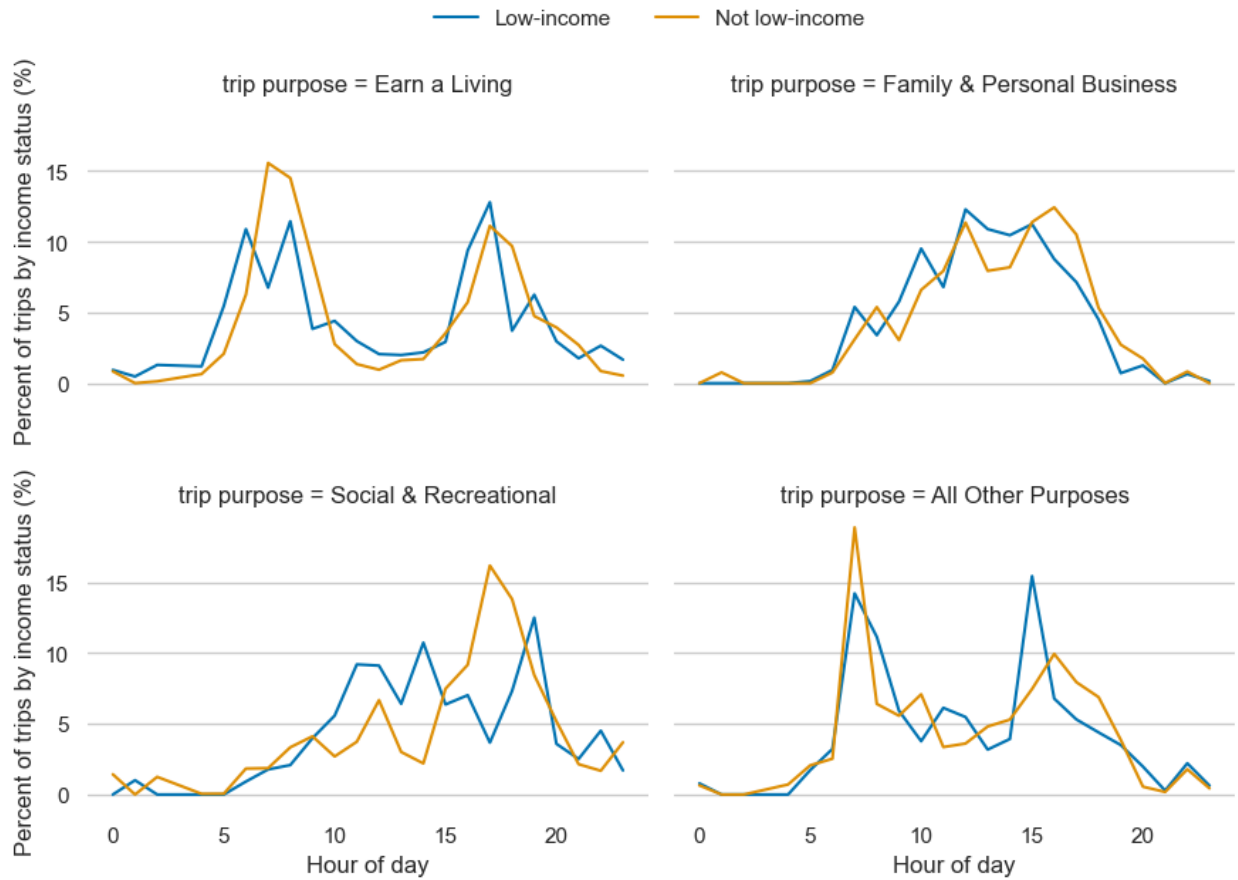 Low-income Not low-income
trip purpose = Earn a Living
trip purpose = Family & Personal Business
Percent of trips by income status (%)
15
10
5
0
trip purpose = Social & Recreational
trip purpose = All Other Purposes
Percent of trips by income status (%)
15
10
5
0
0 5 10 15 20
0 5 10 15 20
Hour of day
Hour of day